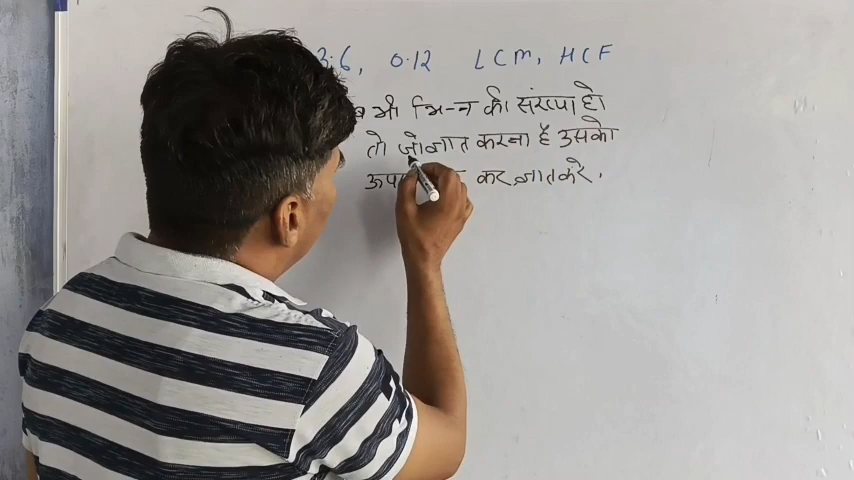 3.6, 0.12 LCM, HCF
भी भिन्न की संख्या हो
तो जो ज्ञात करना है उसको
कर ज्ञात करे.